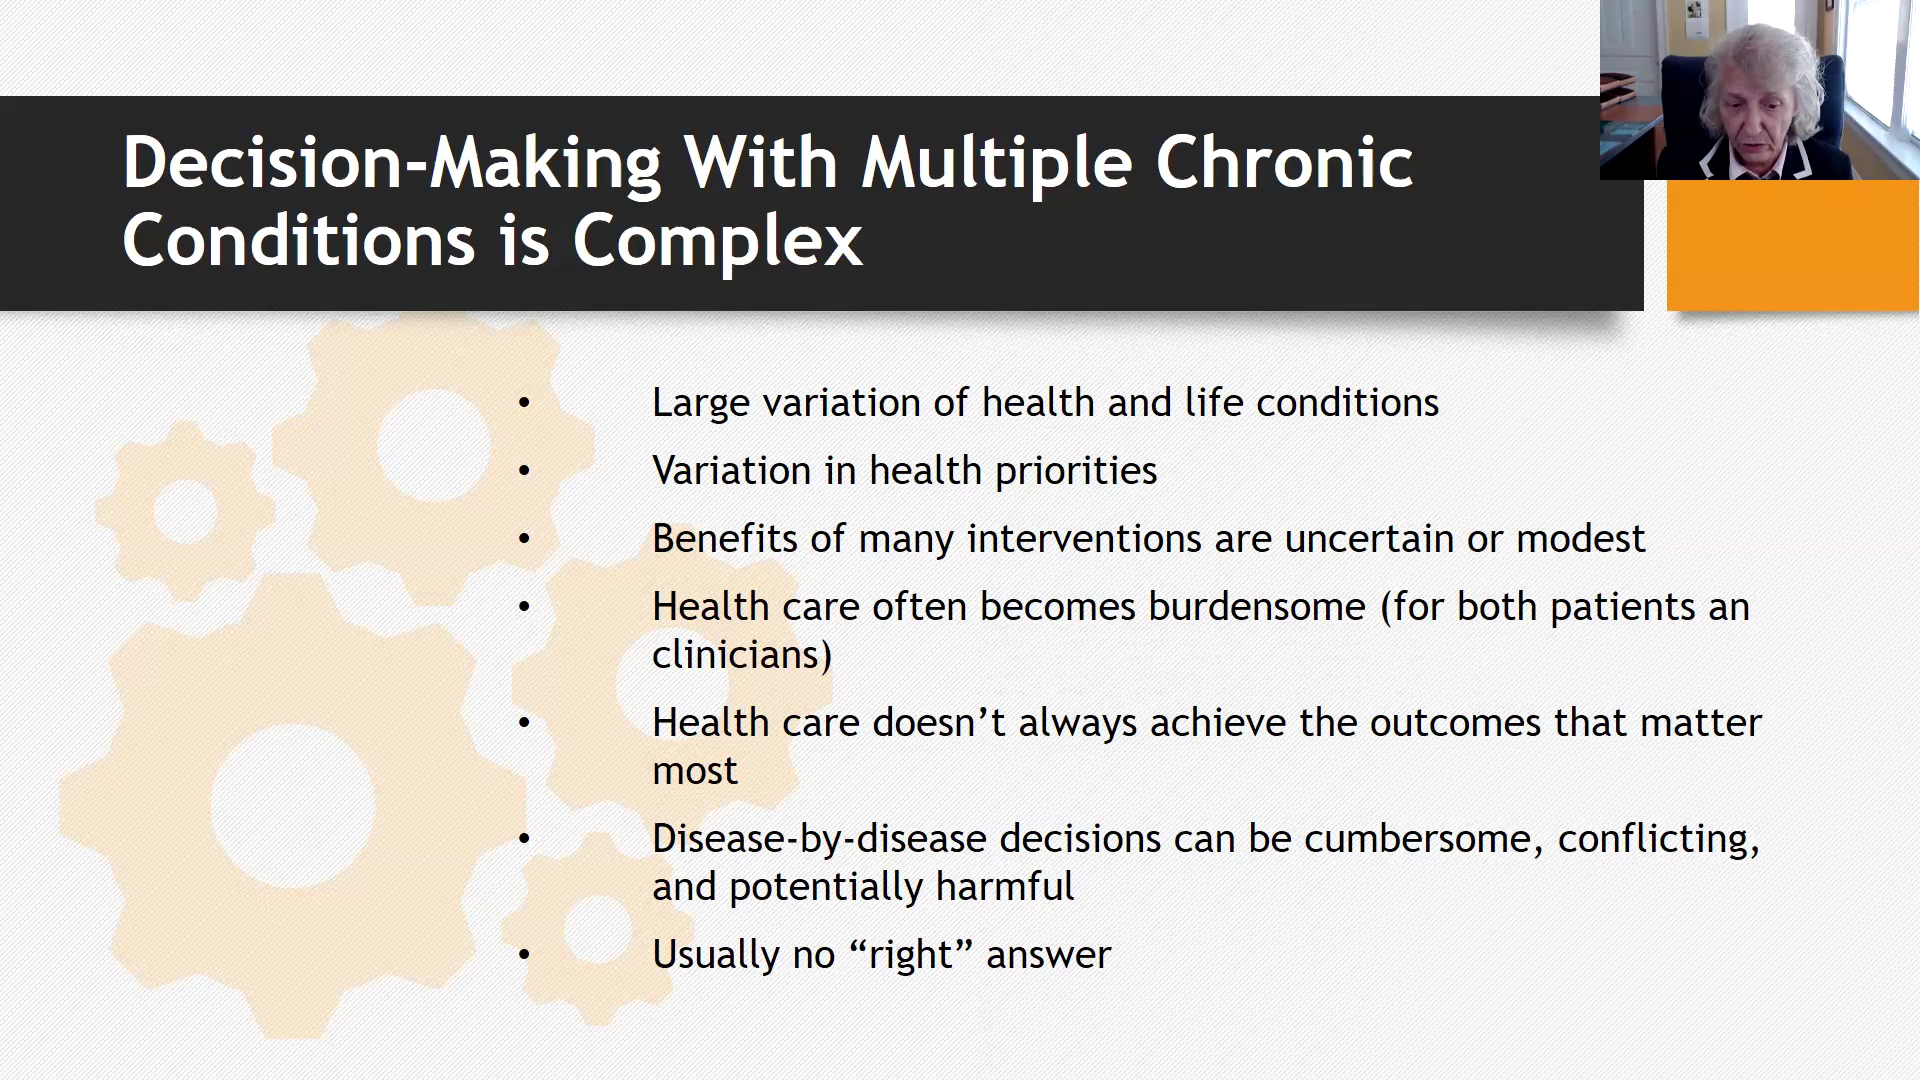 Decision-Making With Multiple Chronic
Conditions is Complex
• Large variation of health and life conditions
• Variation in health priorities
• Benefits of many interventions are uncertain or modest
• Health care often becomes burdensome (for both patients an
clinicians)
• Health care doesn’t always achieve the outcomes that matter
most
• Disease-by-disease decisions can be cumbersome, conflicting,
and potentially harmful
• Usually no “right” answer